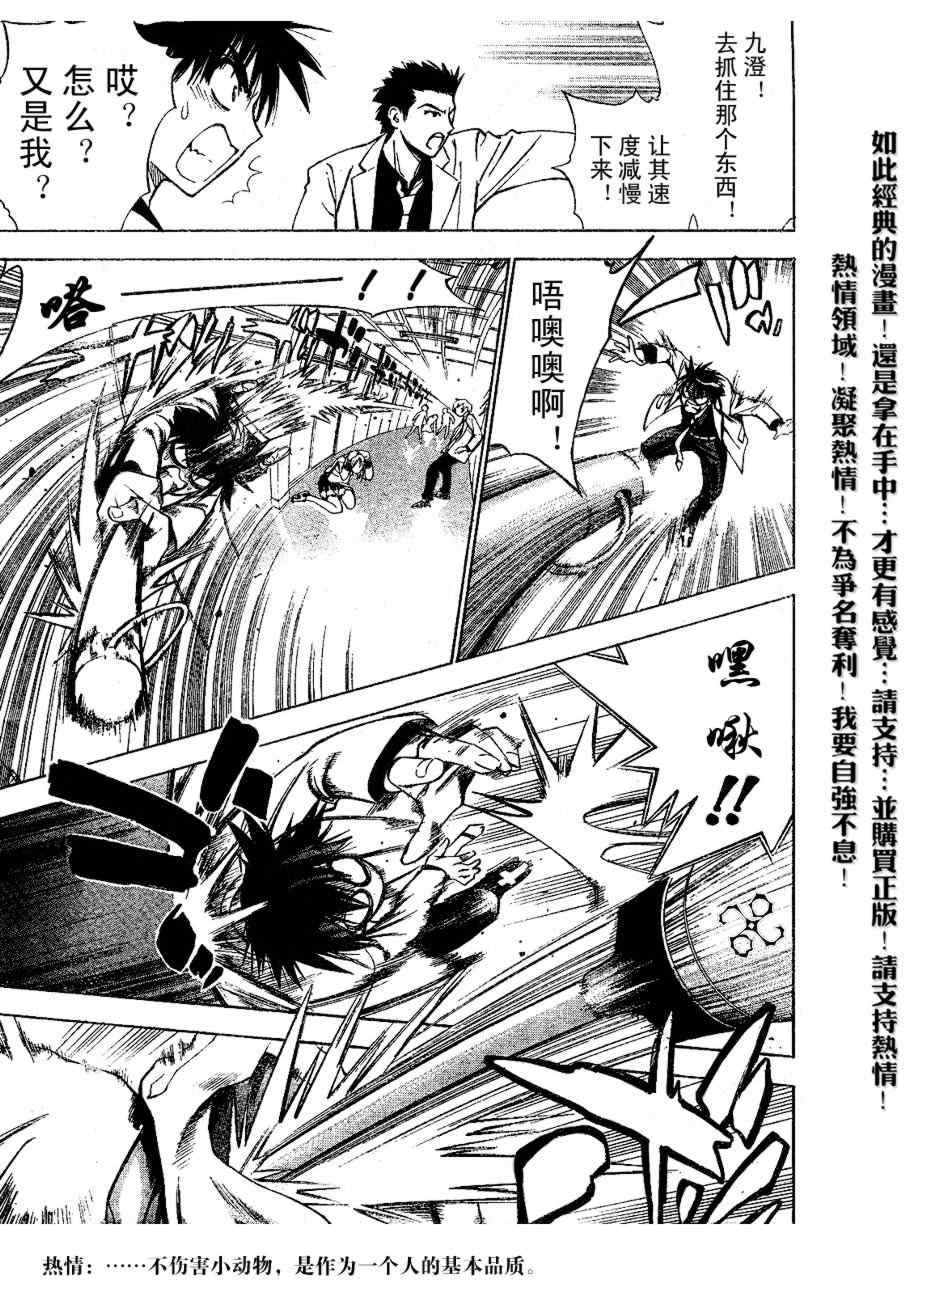 九澄！
去抓住那个东西！
让其速
度减慢
下来！
哎？
怎么？
又是我？
唔噢噢啊！
嗒
——！！
嘿啾!!
如此經典的漫畫！還是拿在手中…才更有感覺…請支持…並購買正版！請支持熱情！
熱情領域！凝聚熱情！不為爭名奪利！我要自強不息！
热情：……不伤害小动物，是作为一个人的基本品质。